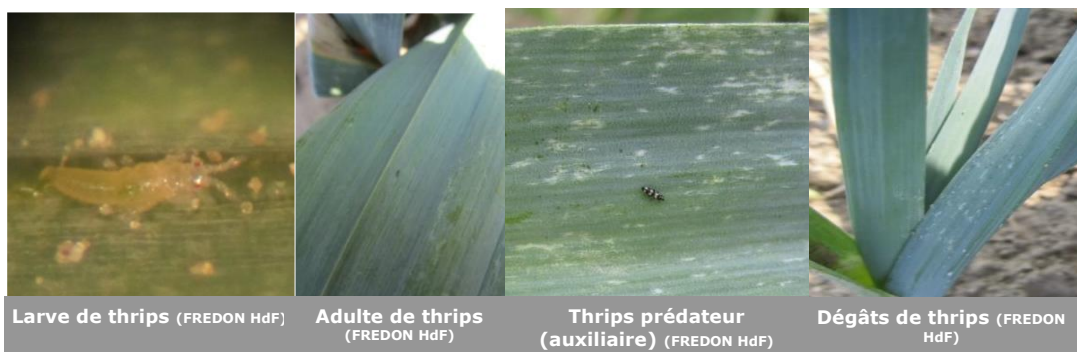 Larve de thrips (FREDON HdF)
Adulte de thrips
(FREDON HdF)
Thrips prédateur
(auxiliaire) (FREDON HdF)
Dégâts de thrips (FREDON
HdF)